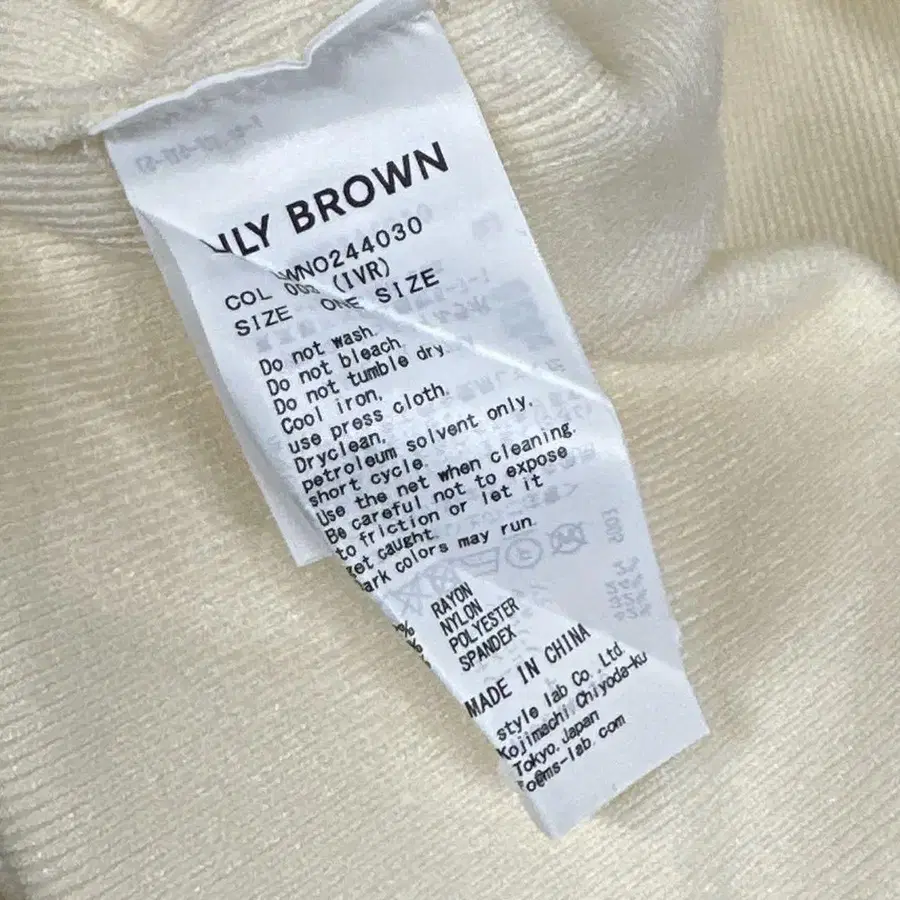 LILY BROWN
LWNO244030
COL 003 (IVR)
SIZE ONE SIZE
Do not wash.
Do not bleach.
Do not tumble dry.
Cool iron,
use press cloth.
Dryclean,
petroleum solvent only,
short cycle.
Use the net when cleaning.
Be careful not to expose
to friction or let it
get caught.
Dark colors may run.
% RAYON
% NYLON
% POLYESTER
% SPANDEX
MADE IN CHINA
style lab Co., Ltd.
Kojimachi, Chiyoda-ku
Tokyo, Japan
o@ms-lab.com